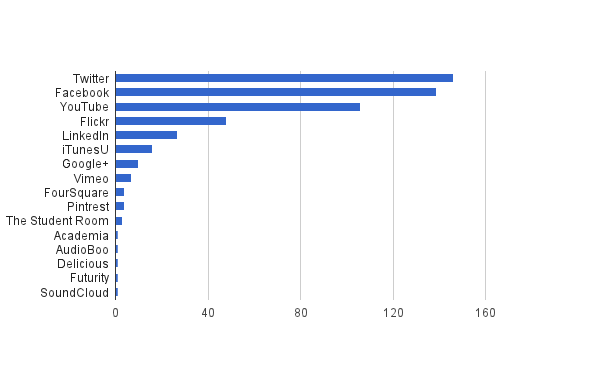 Twitter
Facebook
YouTube
Flickr
LinkedIn
iTunesU
Google+
Vimeo
FourSquare
Pintrest
The Student Room
Academia
AudioBoo
Delicious
Futurity
SoundCloud
0 40 80 120 160